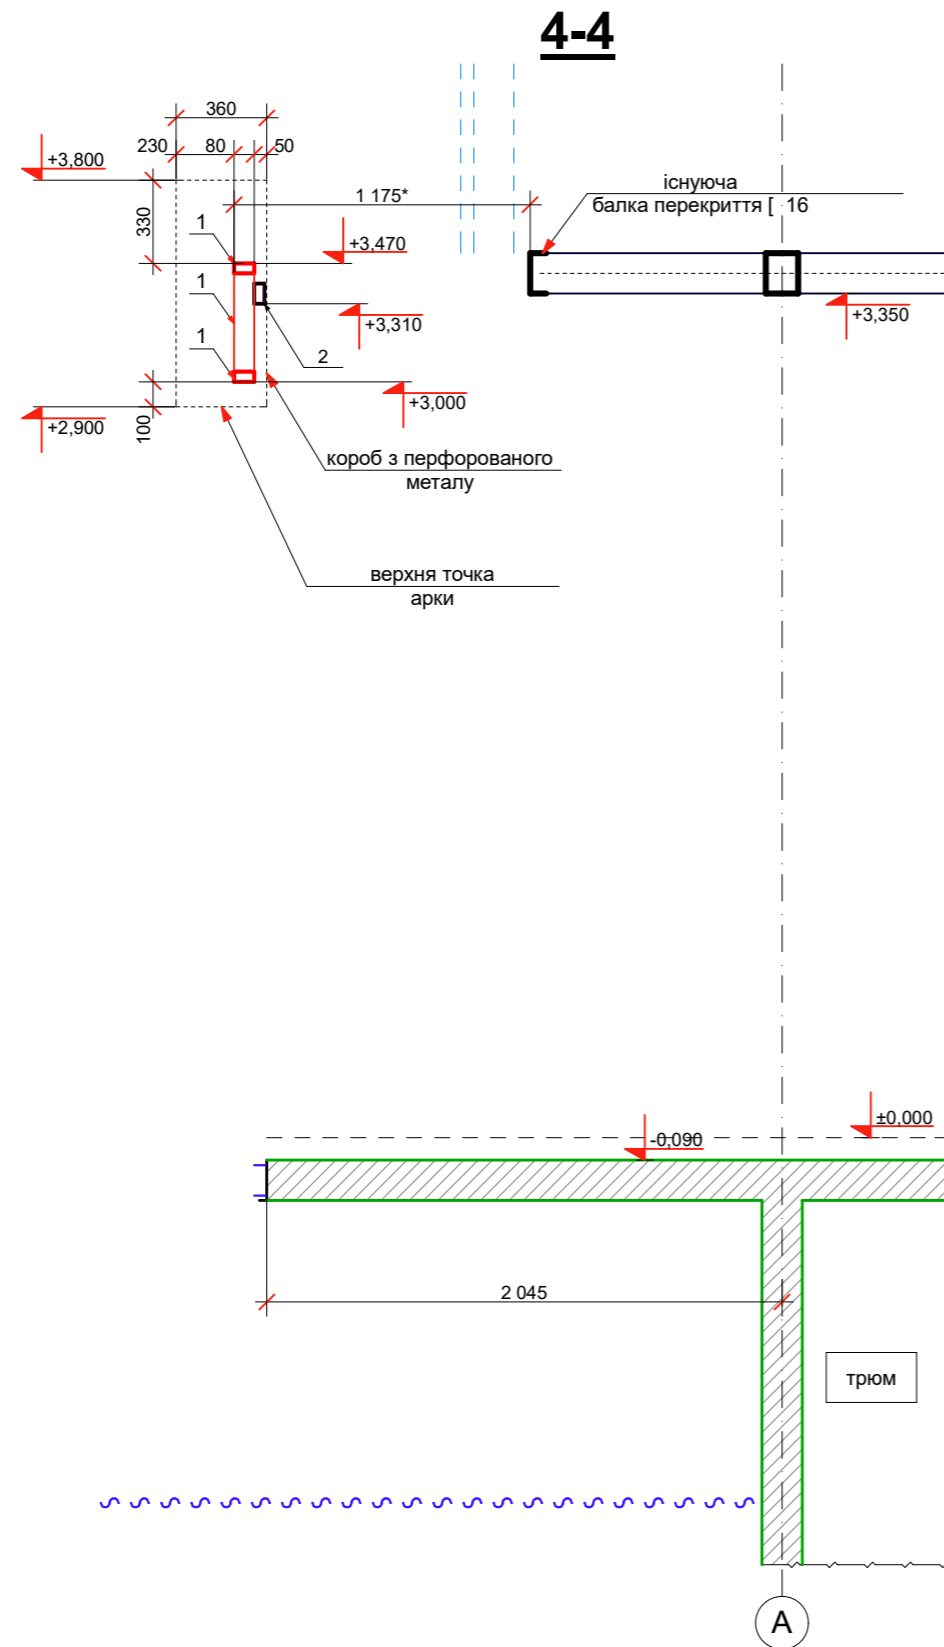 4-4
360
230 80 50
+3,800
1 175*
існуюча
балка перекриття [ 16
330
1
+3,470
1
+3,310
+3,350
1
2
+3,000
+2,900
100
короб з перфорованого
металу
верхня точка
арки
±0,000
-0,090
2 045
трюм
А